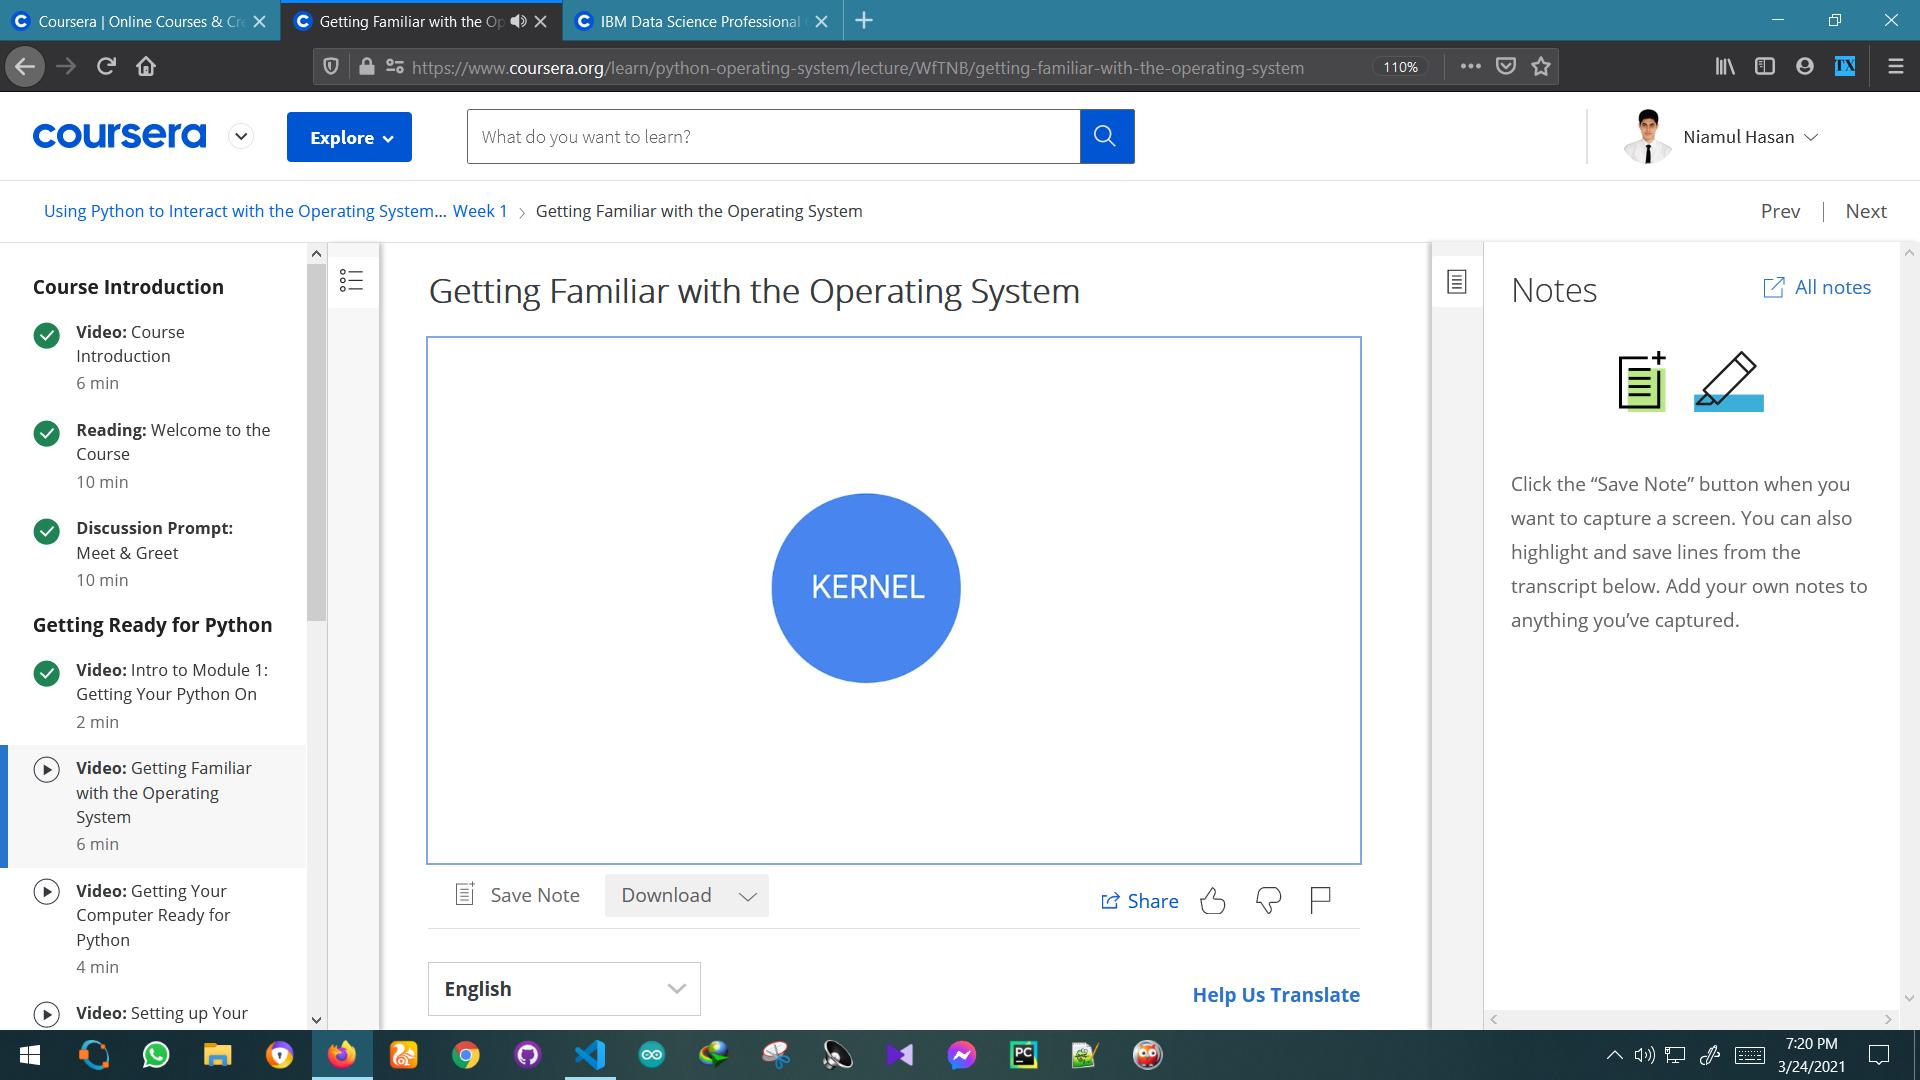 Coursera | Online Courses & Cre
Getting Familiar with the Op
IBM Data Science Professional
https://www.coursera.org/learn/python-operating-system/lecture/WfTNB/getting-familiar-with-the-operating-system
110%
TX
coursera
Explore
What do you want to learn?
Niamul Hasan
Using Python to Interact with the Operating System... Week 1 > Getting Familiar with the Operating System
Prev | Next
Course Introduction
Video: Course
Introduction
6 min
Reading: Welcome to the
Course
10 min
Discussion Prompt:
Meet & Greet
10 min
Getting Ready for Python
Video: Intro to Module 1:
Getting Your Python On
2 min
Video: Getting Familiar
with the Operating
System
6 min
Video: Getting Your
Computer Ready for
Python
4 min
Video: Setting up Your
Getting Familiar with the Operating System
KERNEL
Save Note
Download
Share
English
Help Us Translate
Notes
All notes
Click the “Save Note” button when you
want to capture a screen. You can also
highlight and save lines from the
transcript below. Add your own notes to
anything you’ve captured.
PC
7:20 PM
3/24/2021